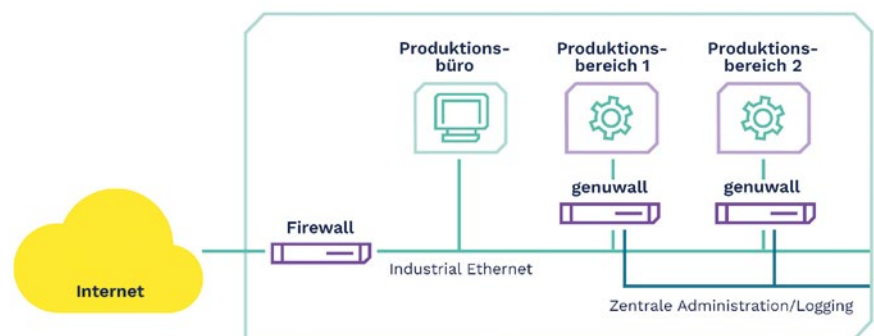 Produktions-
büro
Produktions-
bereich 1
Produktions-
bereich 2
genuwall
genuwall
Firewall
Internet
Industrial Ethernet
Zentrale Administration/Logging